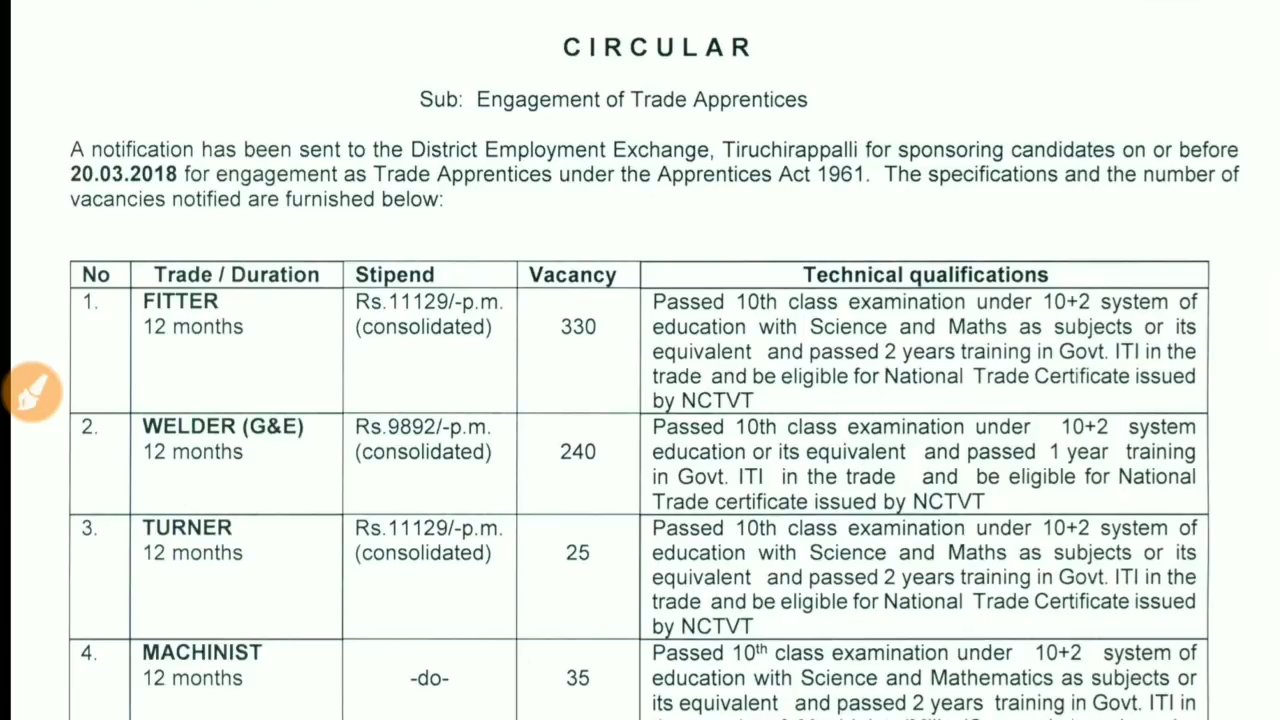 CIRCULAR
Sub: Engagement of Trade Apprentices
A notification has been sent to the District Employment Exchange, Tiruchirappalli for sponsoring candidates on or before
20.03.2018 for engagement as Trade Apprentices under the Apprentices Act 1961. The specifications and the number of
vacancies notified are furnished below:
No Trade / Duration Stipend Vacancy Technical qualifications
1. FITTER Rs.11129/-p.m. Passed 10th class examination under 10+2 system of
12 months (consolidated) 330 education with Science and Maths as subjects or its
equivalent and passed 2 years training in Govt. ITI in the
trade and be eligible for National Trade Certificate issued
by NCTVT
2. WELDER (G&E) Rs.9892/-p.m. Passed 10th class examination under 10+2 system
12 months (consolidated) 240 education or its equivalent and passed 1 year training
in Govt. ITI in the trade and be eligible for National
Trade certificate issued by NCTVT
3. TURNER Rs.11129/-p.m. Passed 10th class examination under 10+2 system of
12 months (consolidated) 25 education with Science and Maths as subjects or its
equivalent and passed 2 years training in Govt. ITI in the
trade and be eligible for National Trade Certificate issued
by NCTVT
4. MACHINIST Passed 10th class examination under 10+2 system of
12 months -do- 35 education with Science and Mathematics as subjects or
its equivalent and passed 2 years training in Govt. ITI in